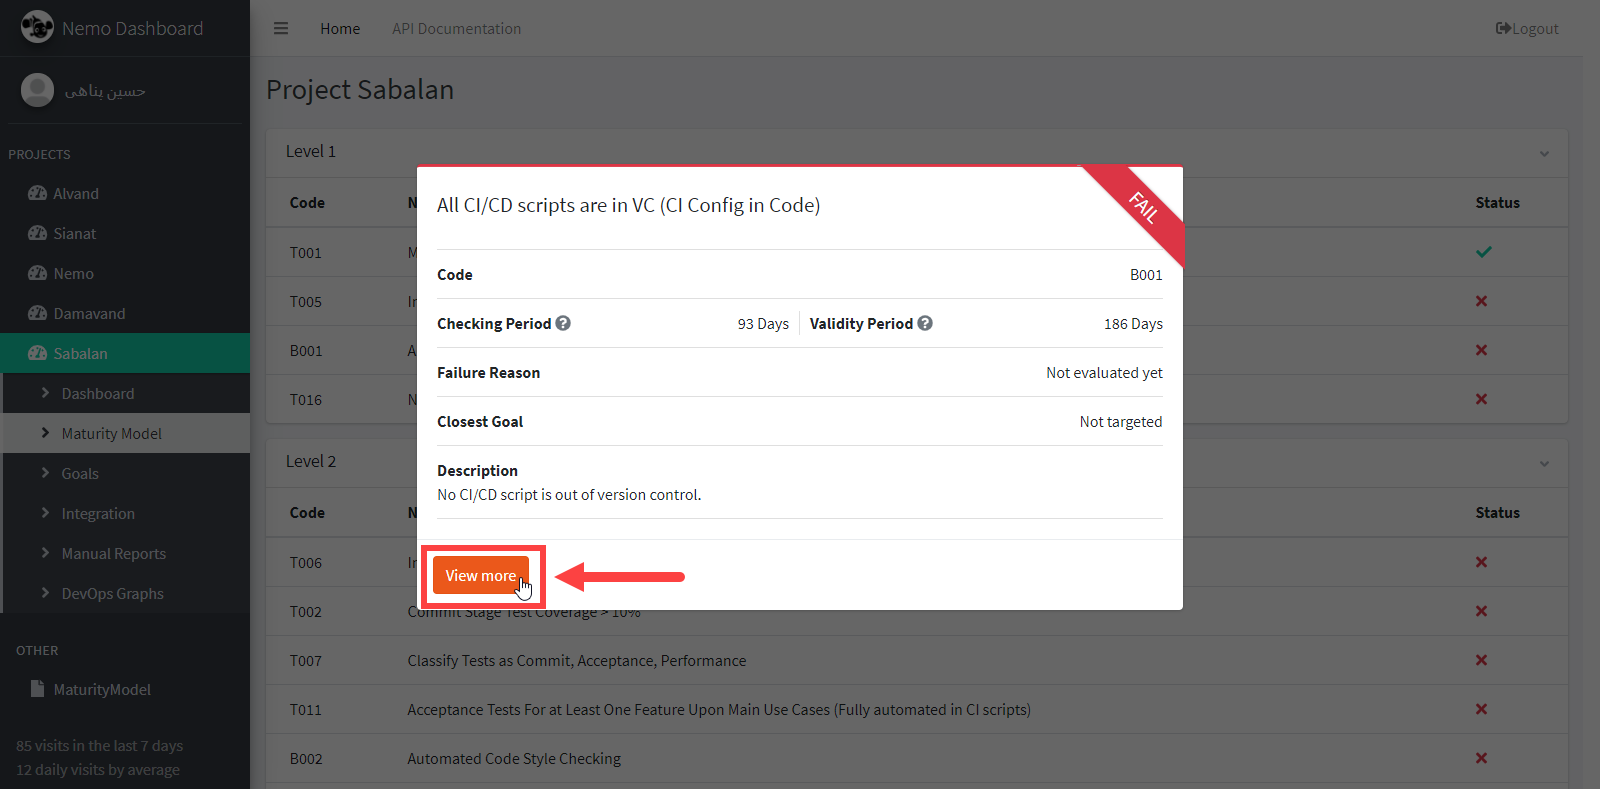 Nemo Dashboard
Home
API Documentation
Logout
حسین پناهی
PROJECTS
Alvand
Sianat
Nemo
Damavand
Sabalan
Dashboard
Maturity Model
Goals
Integration
Manual Reports
DevOps Graphs
OTHER
MaturityModel
85 visits in the last 7 days
12 daily visits by average
Project Sabalan
Level 1
Code
Status
T001
T005
B001
T016
Level 2
Code
Status
T006
T002 Commit Stage Test Coverage > 10%
T007 Classify Tests as Commit, Acceptance, Performance
T011 Acceptance Tests For at Least One Feature Upon Main Use Cases (Fully automated in CI scripts)
B002 Automated Code Style Checking
All CI/CD scripts are in VC (CI Config in Code)
FAIL
Code B001
Checking Period 93 Days Validity Period 186 Days
Failure Reason Not evaluated yet
Closest Goal Not targeted
Description
No CI/CD script is out of version control.
View more